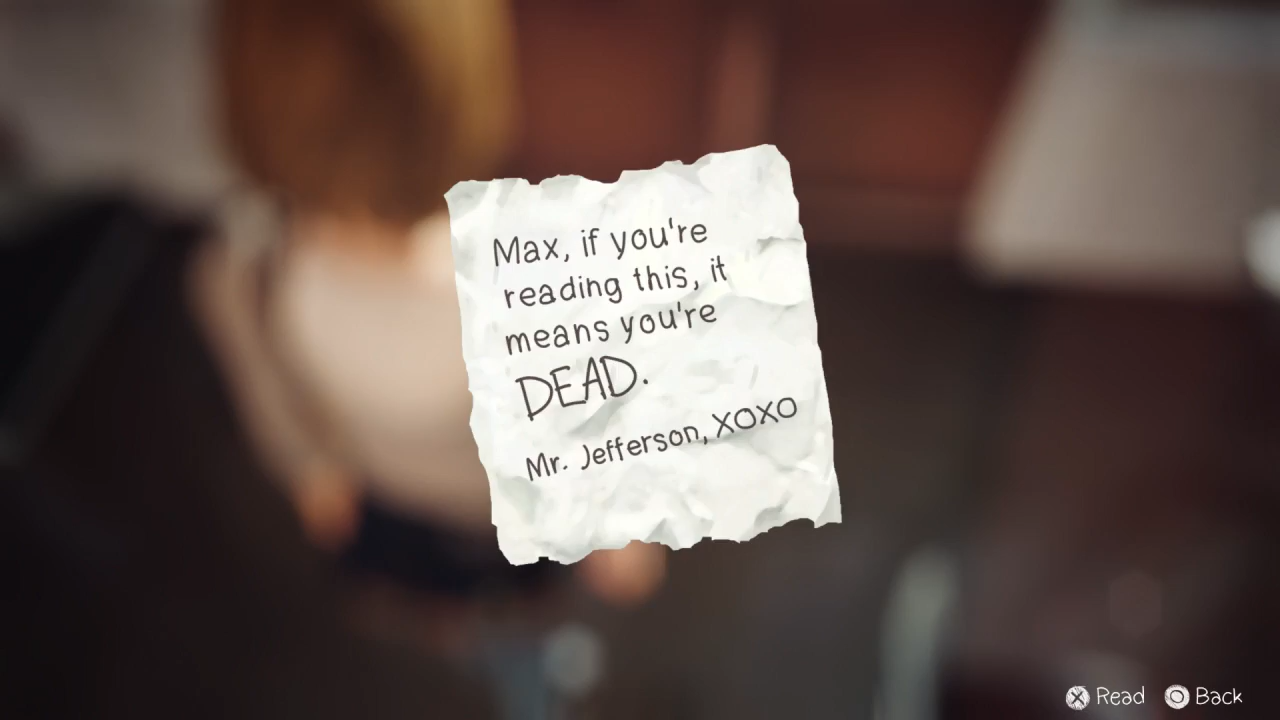 Max, if you're
reading this, it
means you're
DEAD.
Mr. Jefferson, XOXO
Read Back